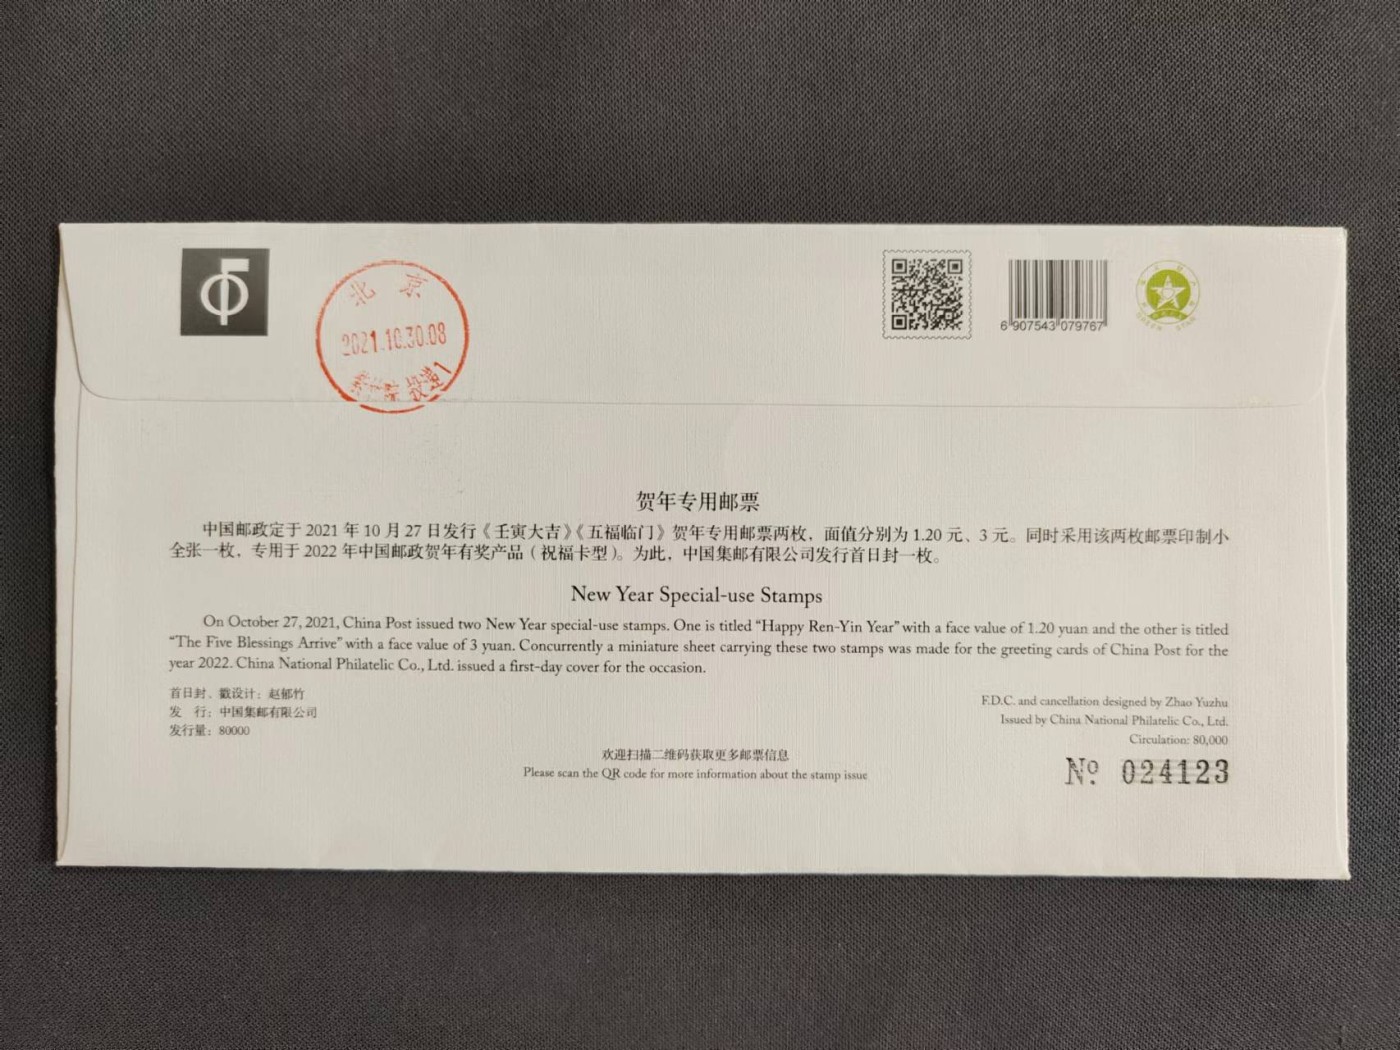 北京
2021.10.30.08
投递1
6 907543 079767
GREEN STAR
贺年专用邮票
中国邮政定于 2021 年 10 月 27 日发行《壬寅大吉》《五福临门》贺年专用邮票两枚，面值分别为 1.20 元、3 元。同时采用该两枚邮票印制小
全张一枚，专用于 2022 年中国邮政贺年有奖产品（祝福卡型）。为此，中国集邮有限公司发行首日封一枚。
New Year Special-use Stamps
On October 27, 2021, China Post issued two New Year special-use stamps. One is titled “Happy Ren-Yin Year” with a face value of 1.20 yuan and the other is titled
“The Five Blessings Arrive” with a face value of 3 yuan. Concurrently a miniature sheet carrying these two stamps was made for the greeting cards of China Post for the
year 2022. China National Philatelic Co., Ltd. issued a first-day cover for the occasion.
首日封、戳设计：赵郁竹
发 行：中国集邮有限公司
发行量：80000
F.D.C. and cancellation designed by Zhao Yuzhu
Issued by China National Philatelic Co., Ltd.
Circulation: 80,000
欢迎扫描二维码获取更多邮票信息
Please scan the QR code for more information about the stamp issue
№ 024123